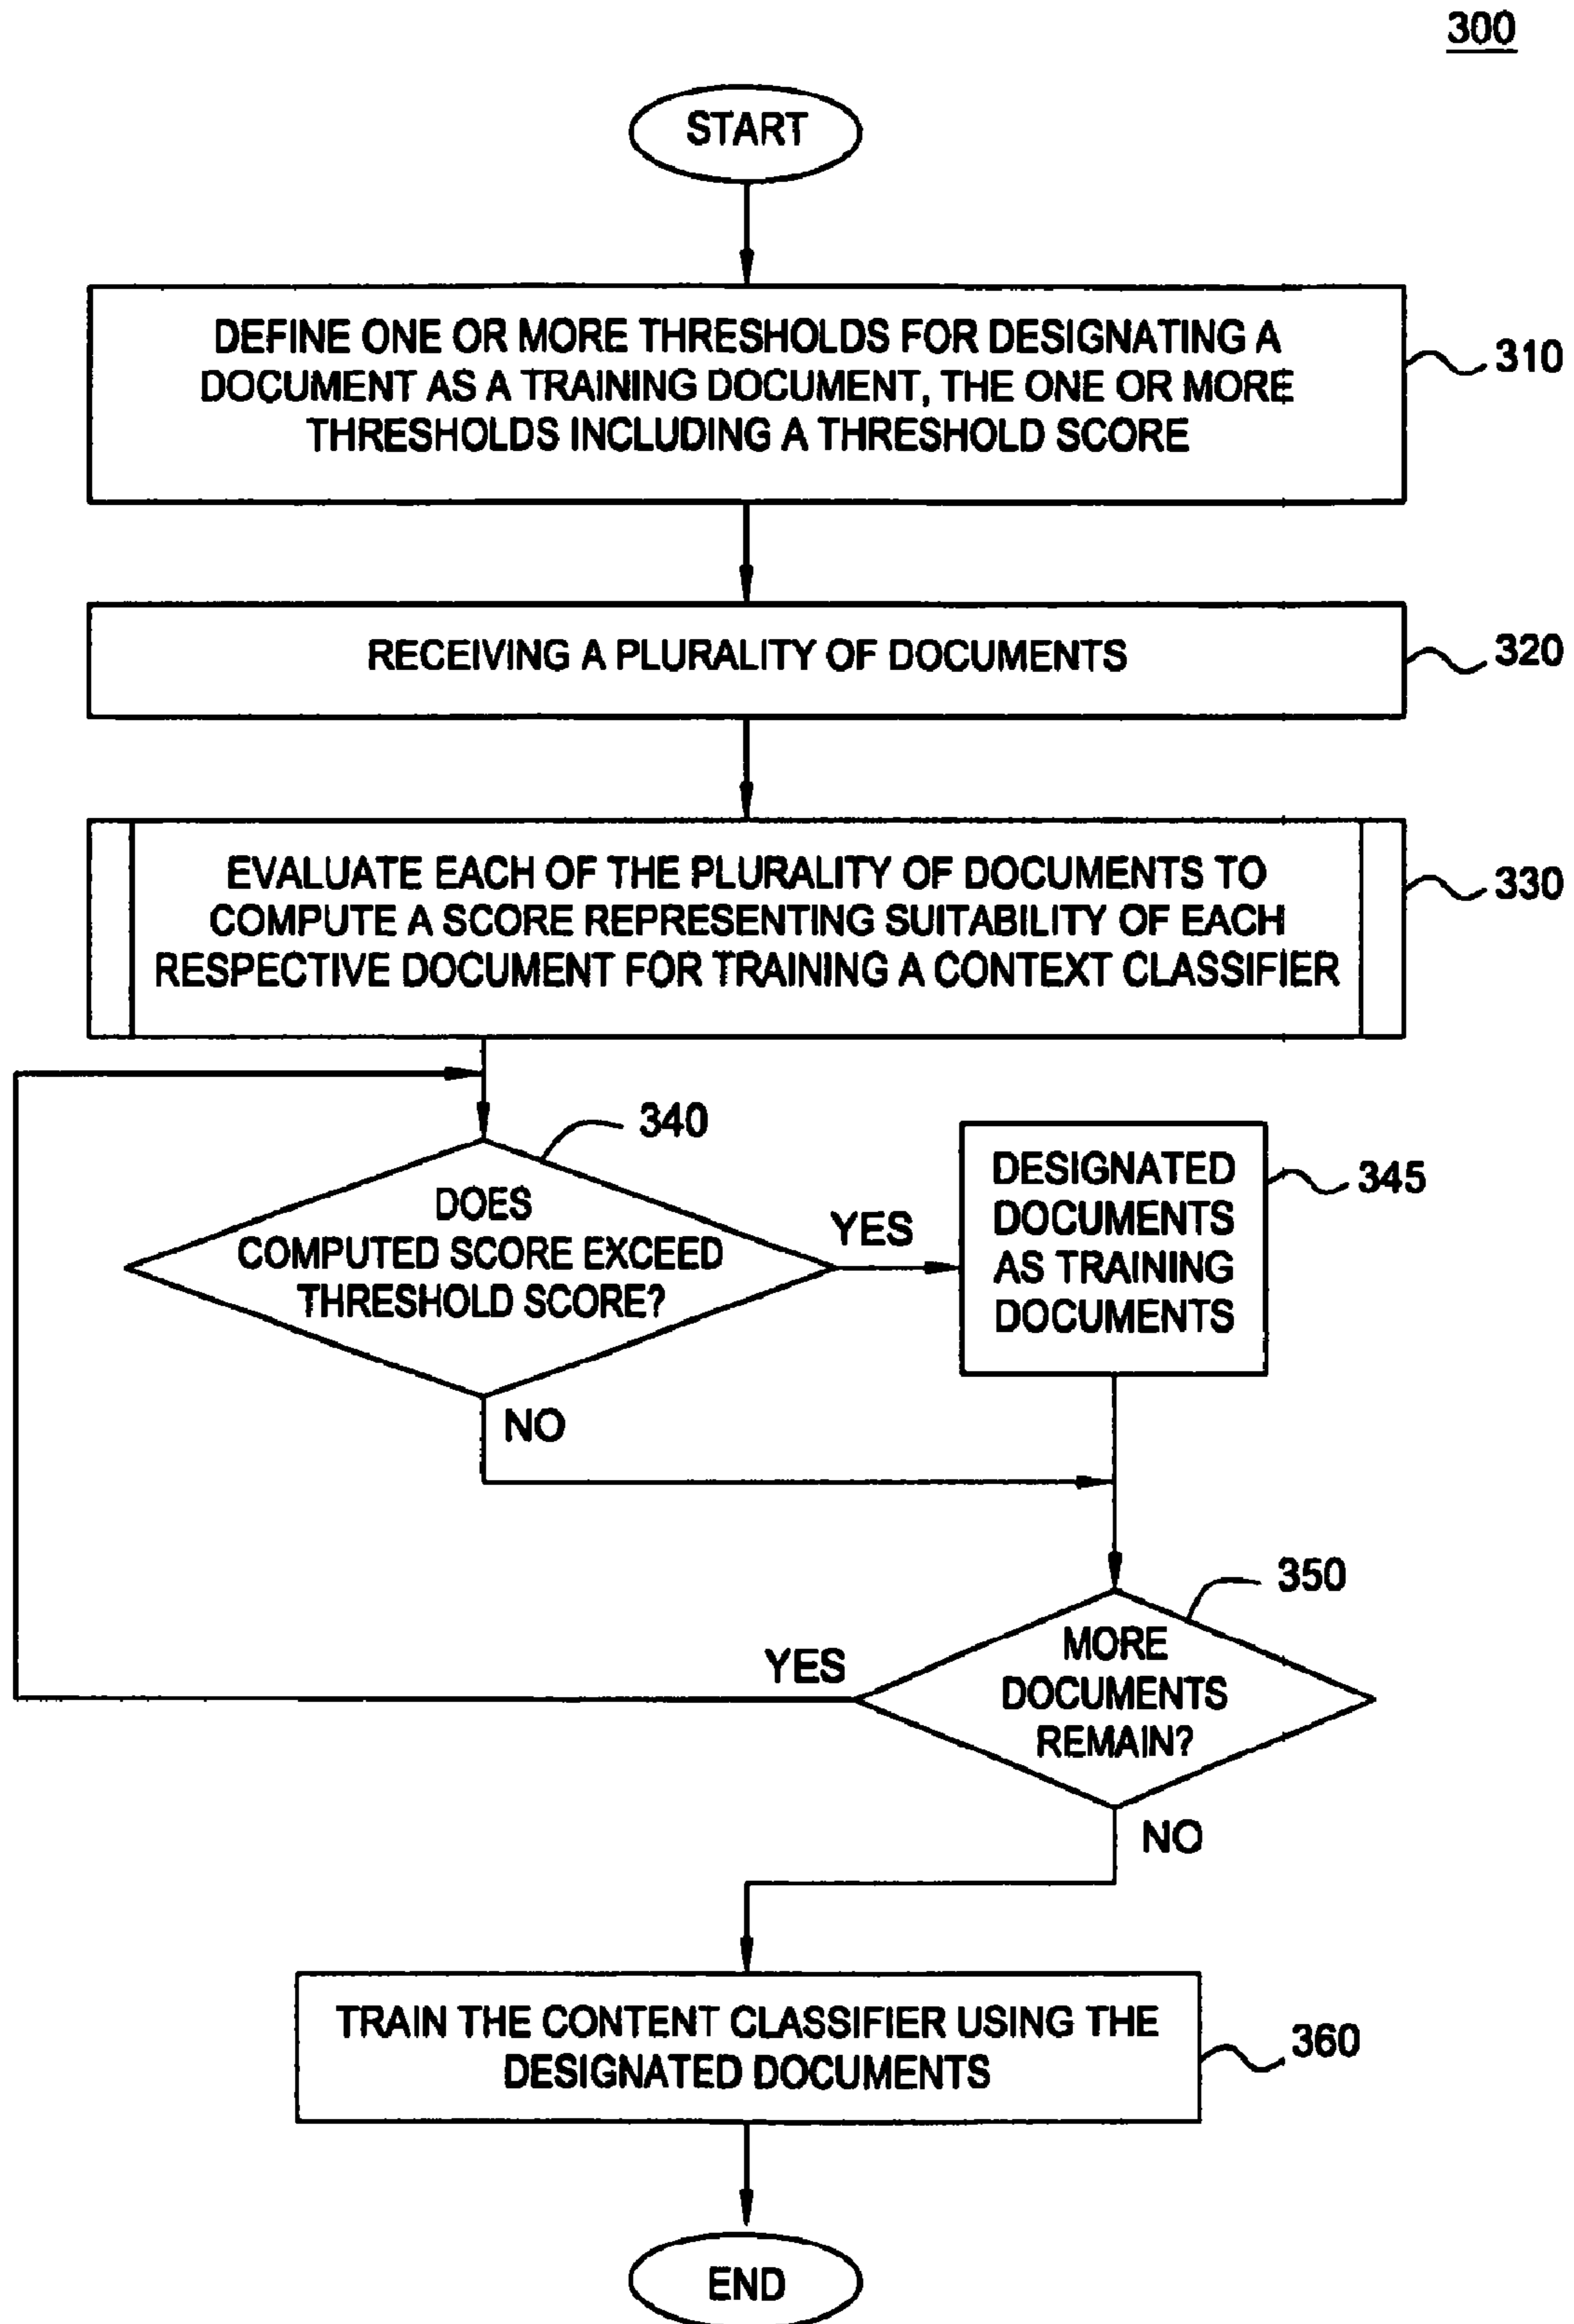 300
START
DEFINE ONE OR MORE THRESHOLDS FOR DESIGNATING A
DOCUMENT AS A TRAINING DOCUMENT, THE ONE OR MORE
THRESHOLDS INCLUDING A THRESHOLD SCORE
310
RECEIVING A PLURALITY OF DOCUMENTS
320
EVALUATE EACH OF THE PLURALITY OF DOCUMENTS TO
COMPUTE A SCORE REPRESENTING SUITABILITY OF EACH
RESPECTIVE DOCUMENT FOR TRAINING A CONTEXT CLASSIFIER
330
340
DOES
COMPUTED SCORE EXCEED
THRESHOLD SCORE?
YES
NO
DESIGNATED
DOCUMENTS
AS TRAINING
DOCUMENTS
345
350
MORE
DOCUMENTS
REMAIN?
YES
NO
TRAIN THE CONTENT CLASSIFIER USING THE
DESIGNATED DOCUMENTS
360
END